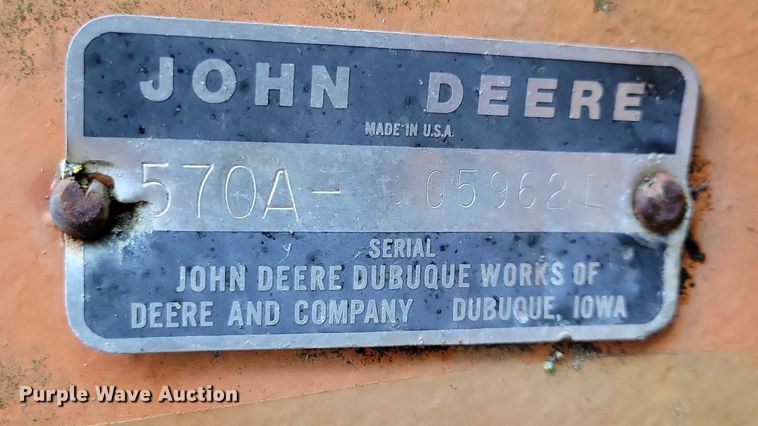 JOHN DEERE
MADE IN U.S.A.
570A- 059621
SERIAL
JOHN DEERE DUBUQUE WORKS OF
DEERE AND COMPANY DUBUQUE, IOWA
Purple Wave Auction